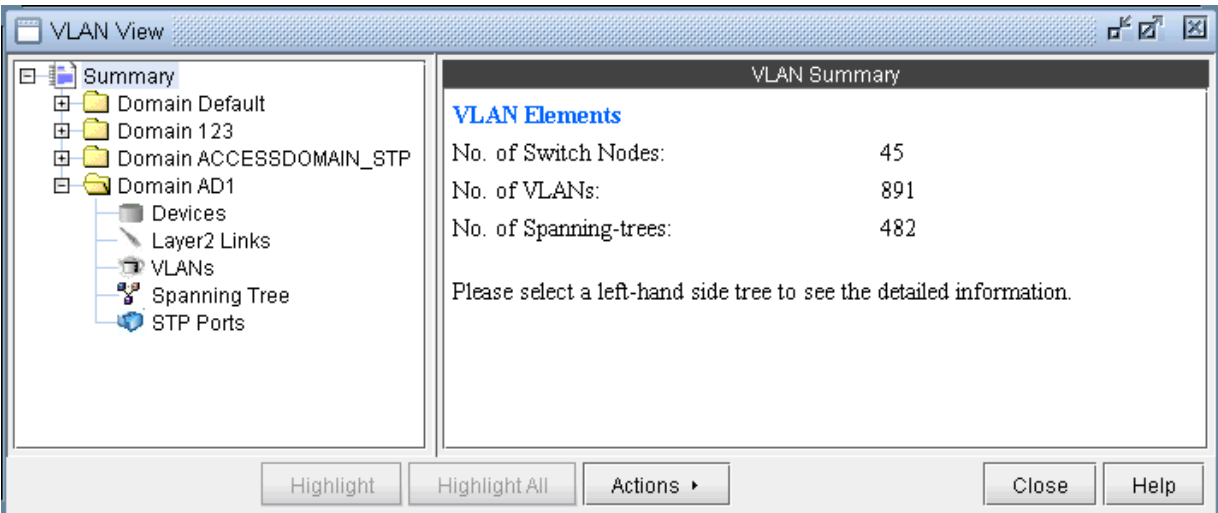 VLAN View
Summary
Domain Default
Domain 123
Domain ACCESSDOMAIN_STP
Domain AD1
Devices
Layer2 Links
VLANs
Spanning Tree
STP Ports
VLAN Summary
VLAN Elements
No. of Switch Nodes: 45
No. of VLANs: 891
No. of Spanning-trees: 482
Please select a left-hand side tree to see the detailed information.
Highlight Highlight All Actions Close Help